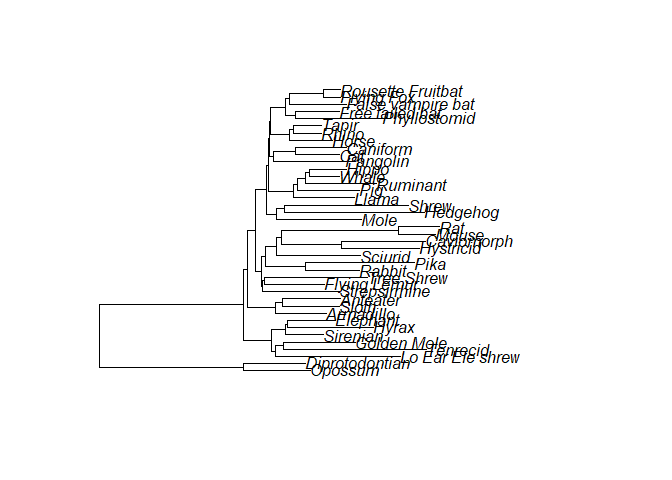 Rousette Fruitbat
Flying Fox
False vampire bat
Free tailed bat
Phyllostomid
Tapir
Rhino
Horse
Caniform
Cat
Pangolin
Hippo
Whale
Ruminant
Pig
Llama
Shrew
Hedgehog
Mole
Rat
Mouse
Caviomorph
Hystricid
Sciurid
Pika
Rabbit
Tree Shrew
Flying Lemur
Strepsirrhine
Anteater
Sloth
Armadillo
Elephant
Hyrax
Sirenian
Golden Mole
Tenrecid
Lo Ear Ele shrew
Diprotodontian
Opossum